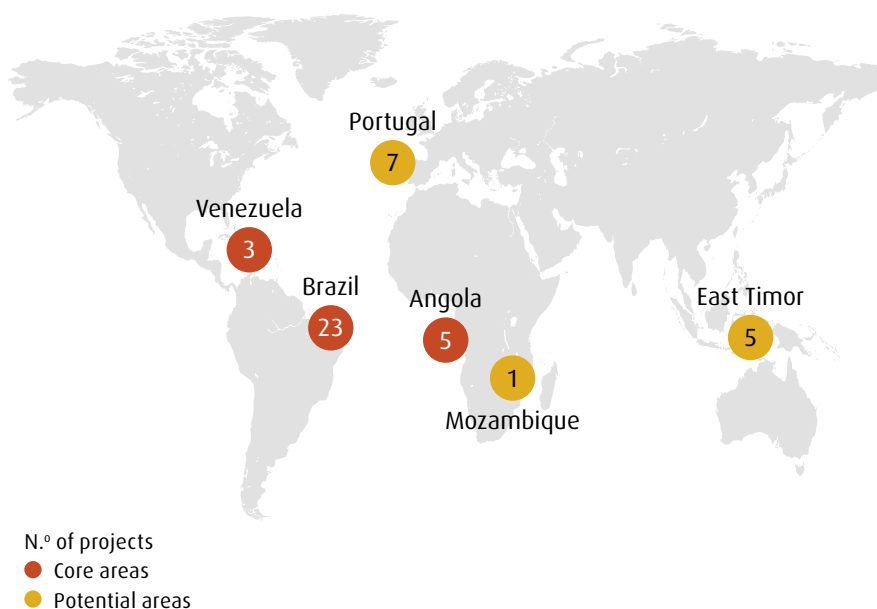 Portugal
7
Venezuela
3
Brazil
23
Angola
5
East Timor
5
1
Mozambique
N.º of projects
Core areas
Potential areas